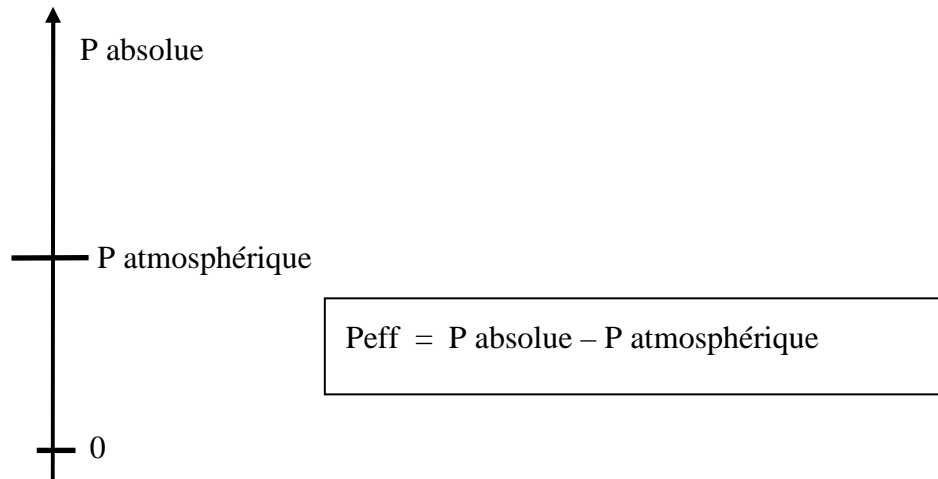 P absolue
P atmosphérique
Peff = P absolue – P atmosphérique
0